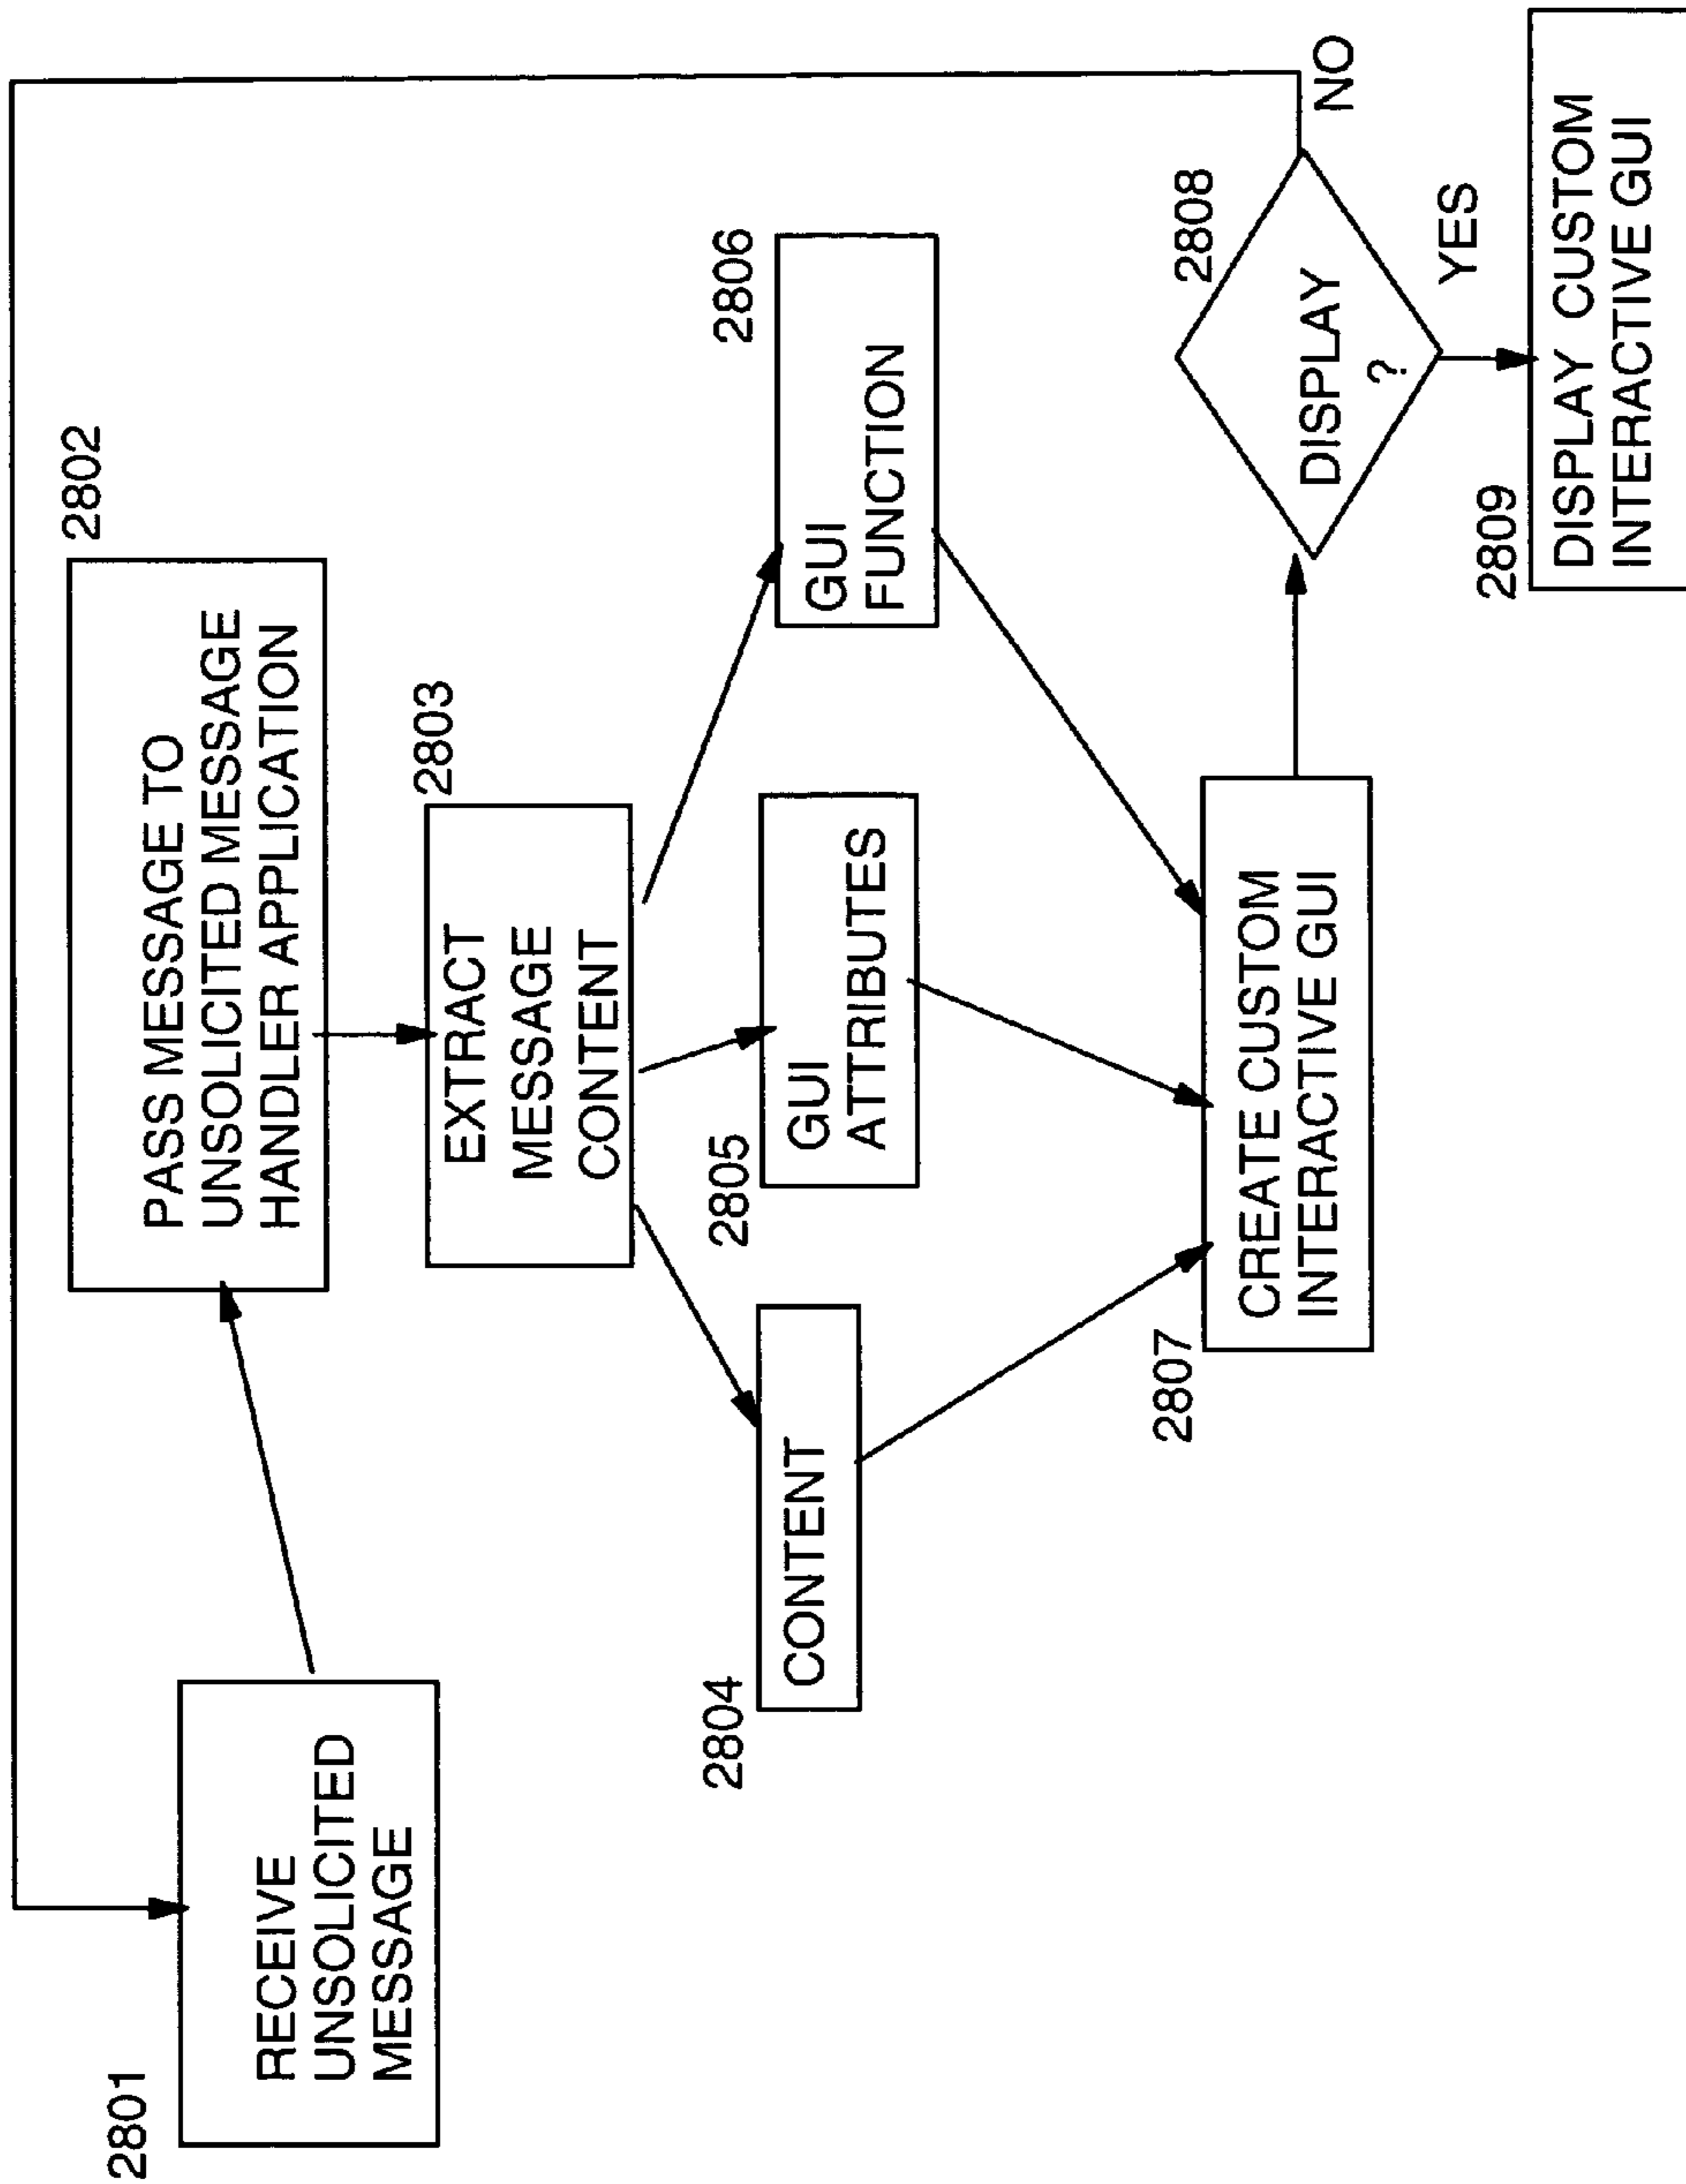 2801
RECEIVE
UNSOLICITED
MESSAGE
2802
PASS MESSAGE TO
UNSOLICITED MESSAGE
HANDLER APPLICATION
2803
EXTRACT
MESSAGE
CONTENT
2804
CONTENT
2805
GUI
ATTRIBUTES
2806
GUI
FUNCTION
2807
CREATE CUSTOM
INTERACTIVE GUI
2808
DISPLAY
?
NO
YES
2809
DISPLAY CUSTOM
INTERACTIVE GUI